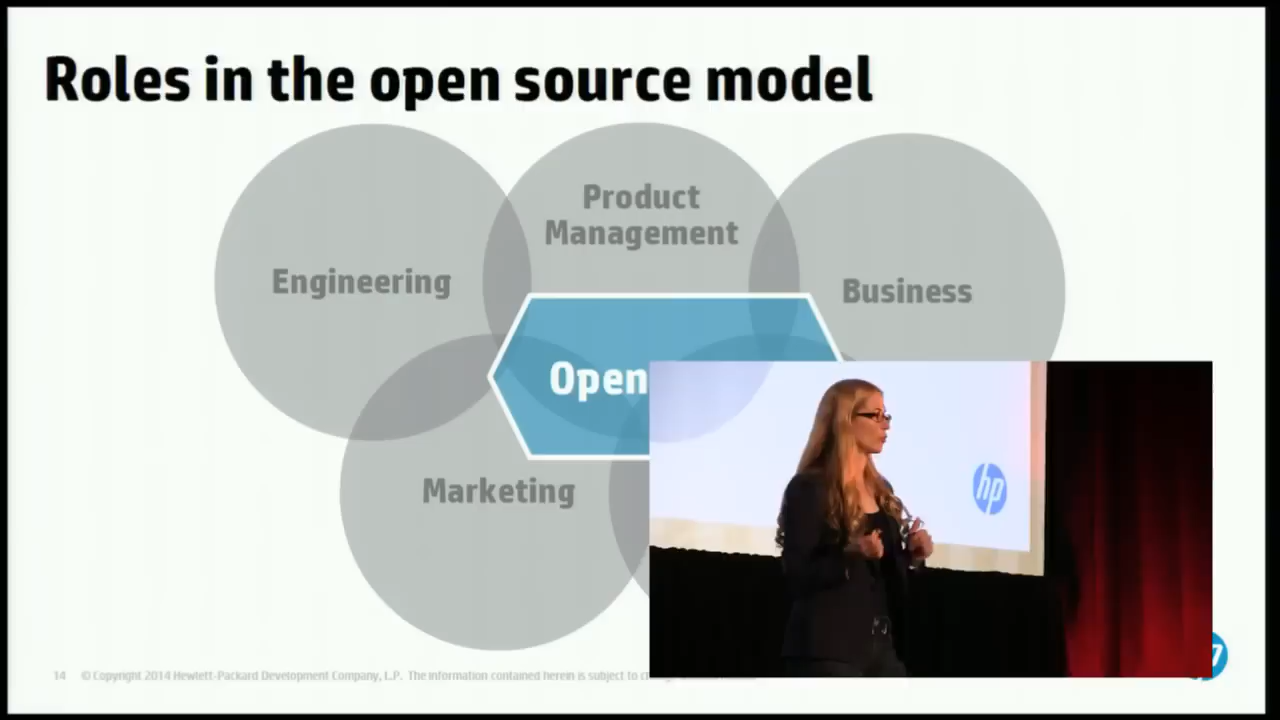 Roles in the open source model
Product
Management
Engineering
Business
Open
Marketing
hp
14 © Copyright 2014 Hewlett-Packard Development Company, L.P. The information contained herein is subject to